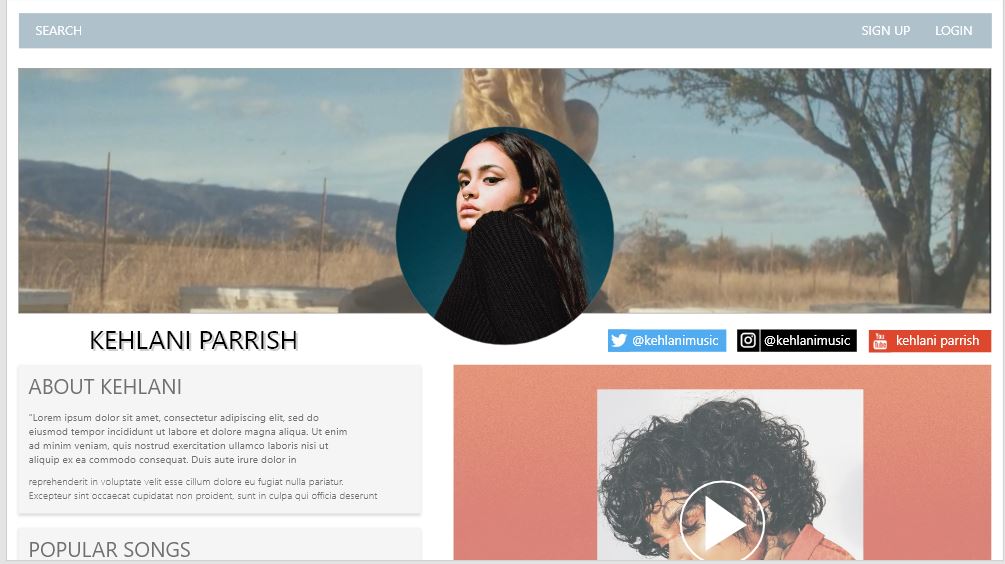 SEARCH
SIGN UP
LOGIN
KEHLANI PARRISH
@kehlanimusic
@kehlanimusic
You Tube
kehlani parrish
ABOUT KEHLANI
"Lorem ipsum dolor sit amet, consectetur adipiscing elit, sed do
eiusmod tempor incididunt ut labore et dolore magna aliqua. Ut enim
ad minim veniam, quis nostrud exercitation ullamco laboris nisi ut
aliquip ex ea commodo consequat. Duis aute irure dolor in
reprehenderit in voluptate velit esse cillum dolore eu fugiat nulla pariatur.
Excepteur sint occaecat cupidatat non proident, sunt in culpa qui officia deserunt
POPULAR SONGS